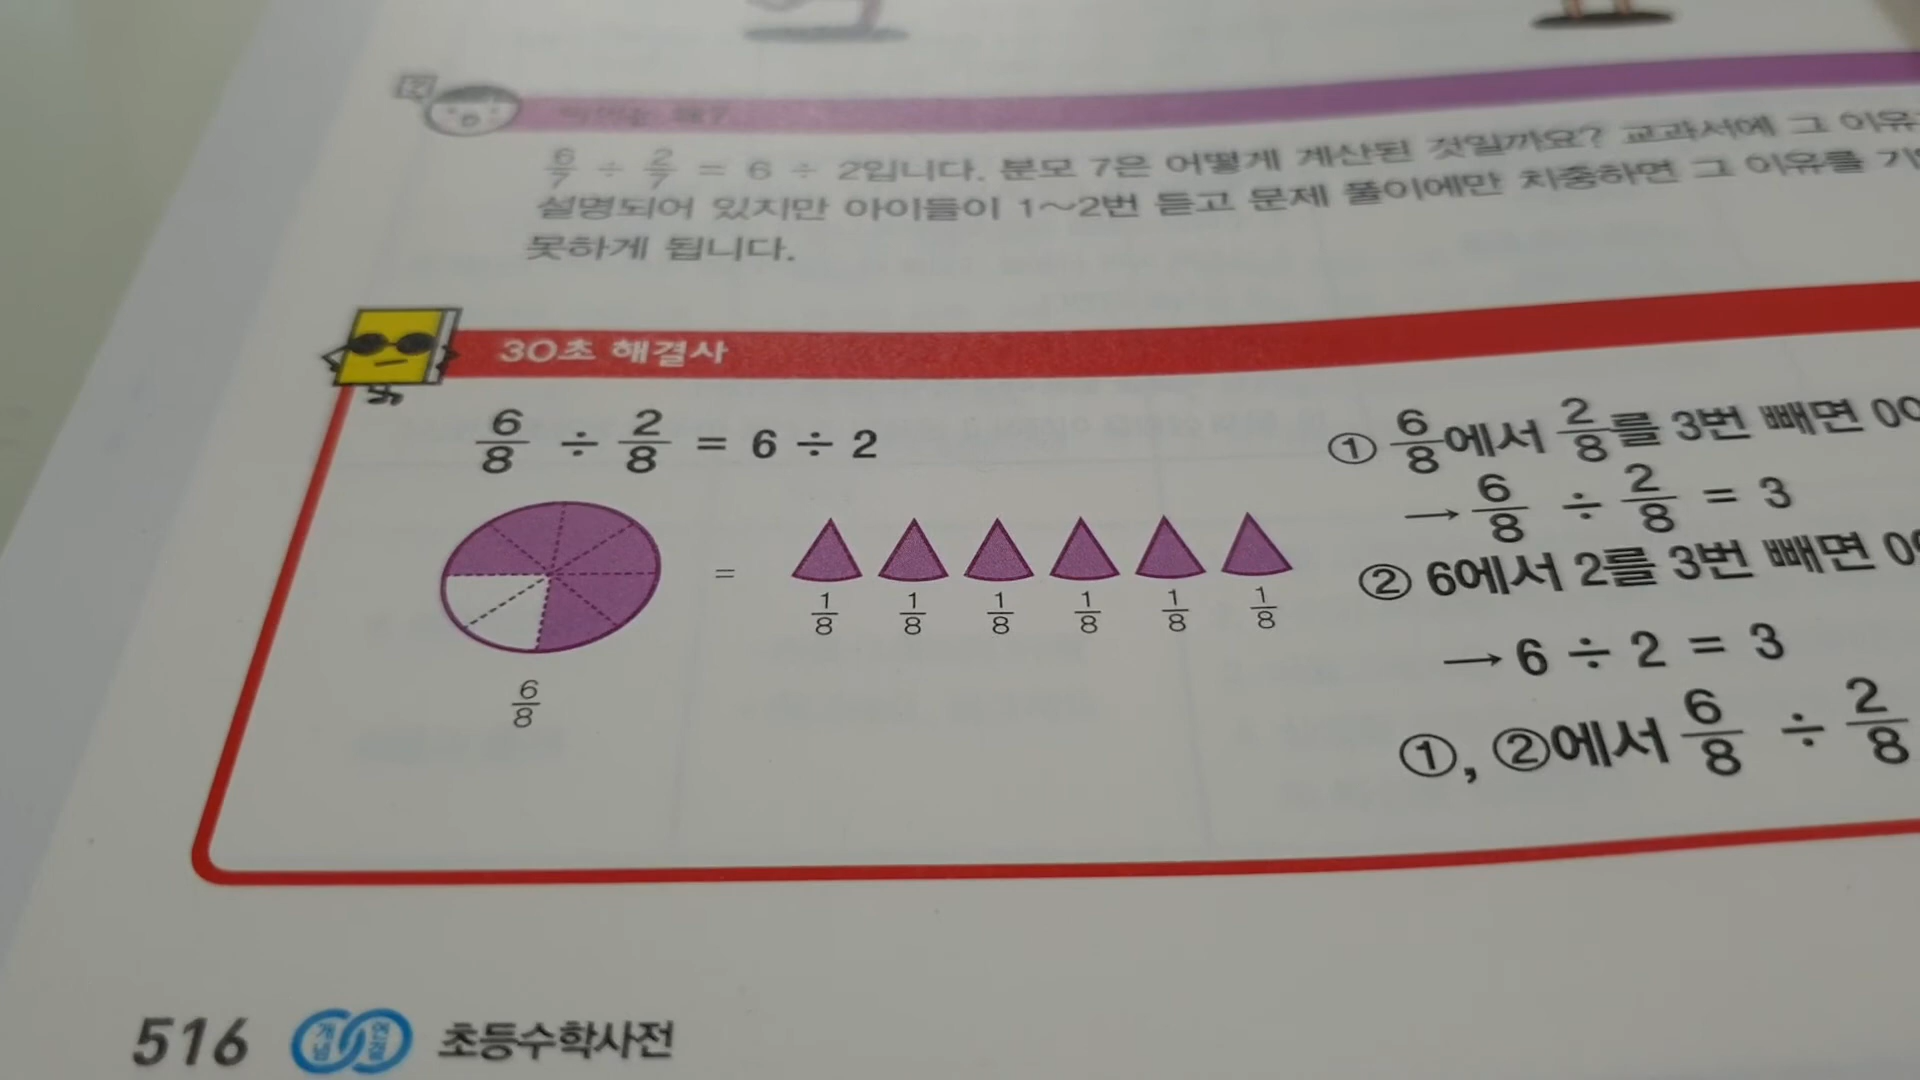 6/7 ÷ 2/7 = 6 ÷ 2입니다. 분모 7은 어떻게 계산된 것일까요? 교과서에 그 이유
설명되어 있지만 아이들이 1~2번 듣고 문제 풀이에만 치중하면 그 이유를
못하게 됩니다.
30초 해결사
6/8 ÷ 2/8 = 6 ÷ 2
=
1/8 1/8 1/8 1/8 1/8 1/8
6/8
① 6/8에서 2/8를 3번 빼면
→ 6/8 ÷ 2/8 = 3
② 6에서 2를 3번 빼면
→ 6 ÷ 2 = 3
①, ②에서 6/8 ÷ 2/8
516 개념 연결 초등수학사전